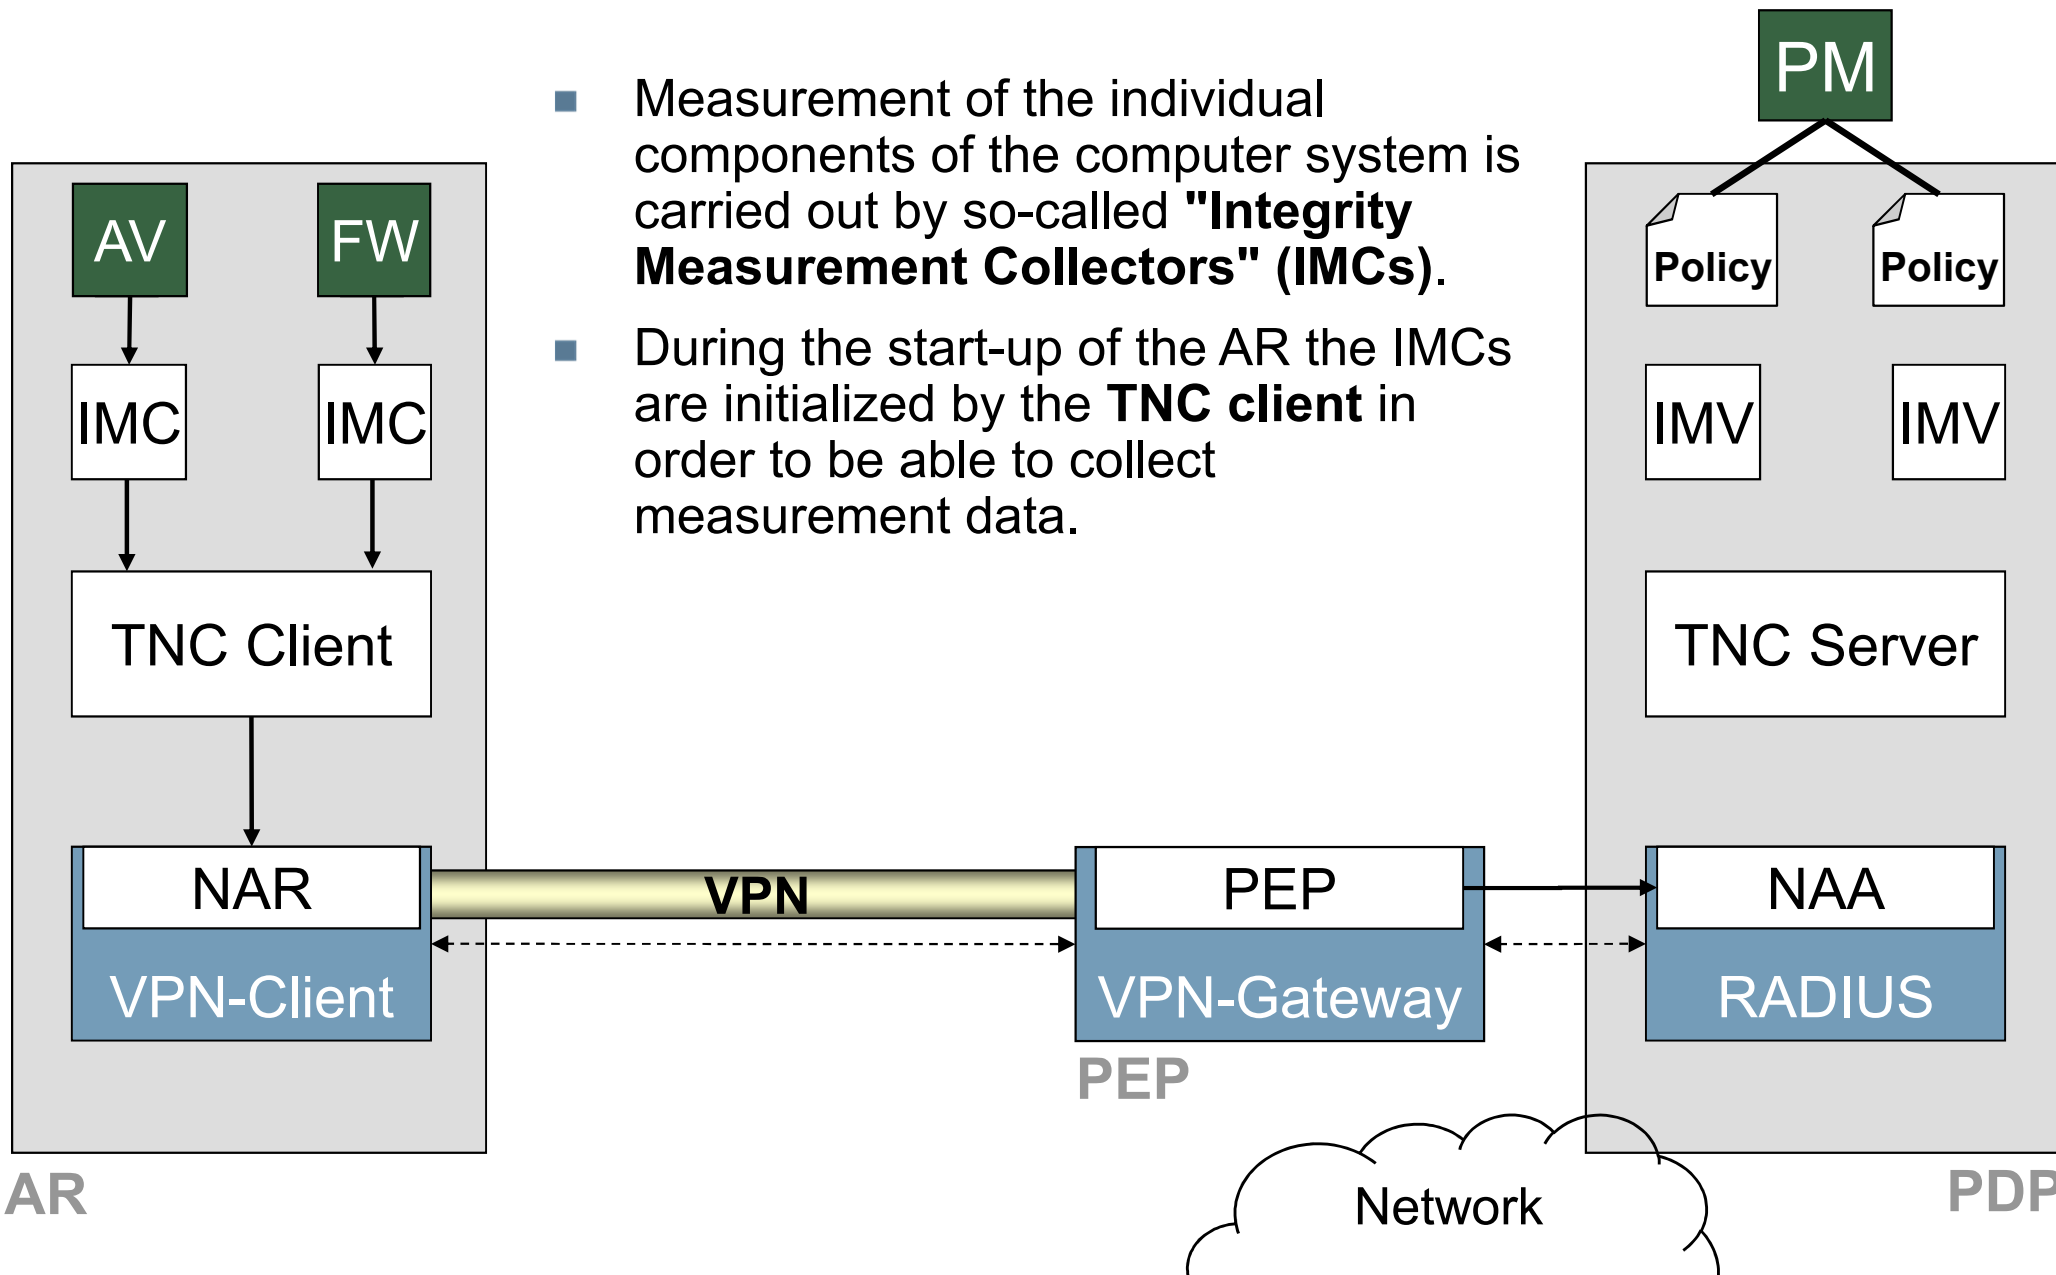 PM
Measurement of the individual
components of the computer system is
carried out by so-called "Integrity
Measurement Collectors" (IMCs).
During the start-up of the AR the IMCs
are initialized by the TNC client in
order to be able to collect
measurement data.
AV
FW
IMC
IMC
TNC Client
NAR
VPN-Client
AR
VPN
PEP
VPN-Gateway
PEP
Policy
Policy
IMV
IMV
TNC Server
NAA
RADIUS
PDP
Network